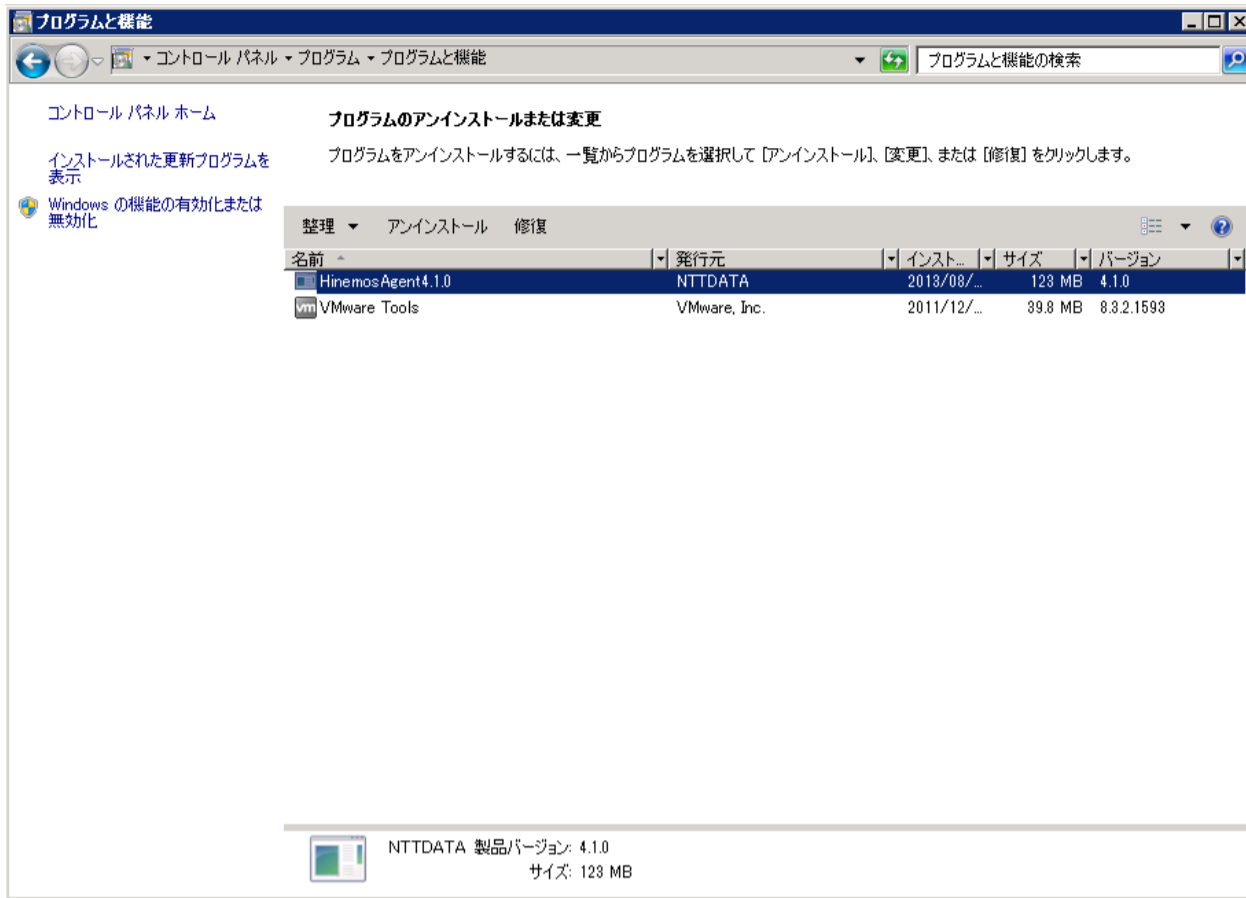 プログラムと機能
コントロール パネル プログラム プログラムと機能
プログラムと機能の検索
コントロール パネル ホーム
インストールされた更新プログラムを
表示
Windows の機能の有効化または
無効化
プログラムのアンインストールまたは変更
プログラムをアンインストールするには、一覧からプログラムを選択して [アンインストール]、[変更]、または [修復] をクリックします。
整理 アンインストール 修復
名前 発行元 インスト... サイズ バージョン
HinemosAgent4.1.0 NTTDATA 2013/08/... 123 MB 4.1.0
vm VMware Tools VMware, Inc. 2011/12/... 39.8 MB 8.3.2.1593
NTTDATA 製品バージョン: 4.1.0
サイズ: 123 MB